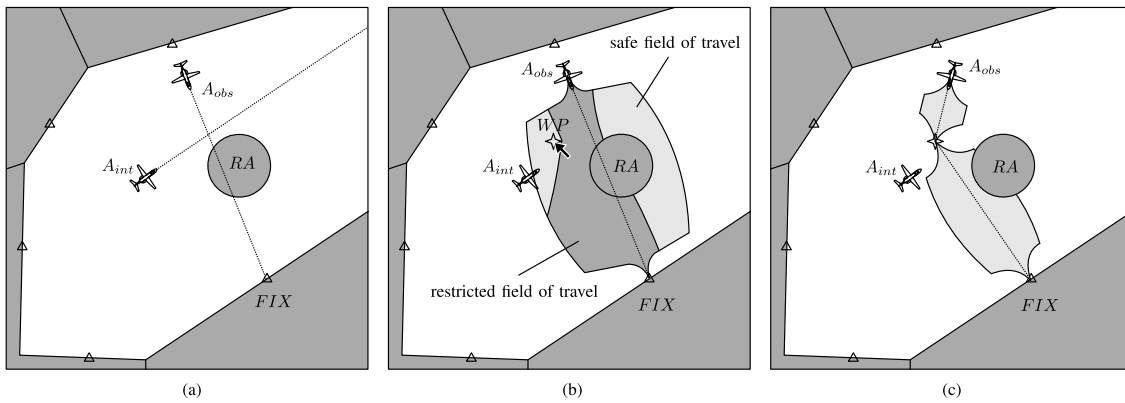 A_obs
A_int
RA
FIX
(a)
safe field of travel
A_obs
WP
A_int
RA
restricted field of travel
FIX
(b)
A_obs
A_int
RA
FIX
(c)